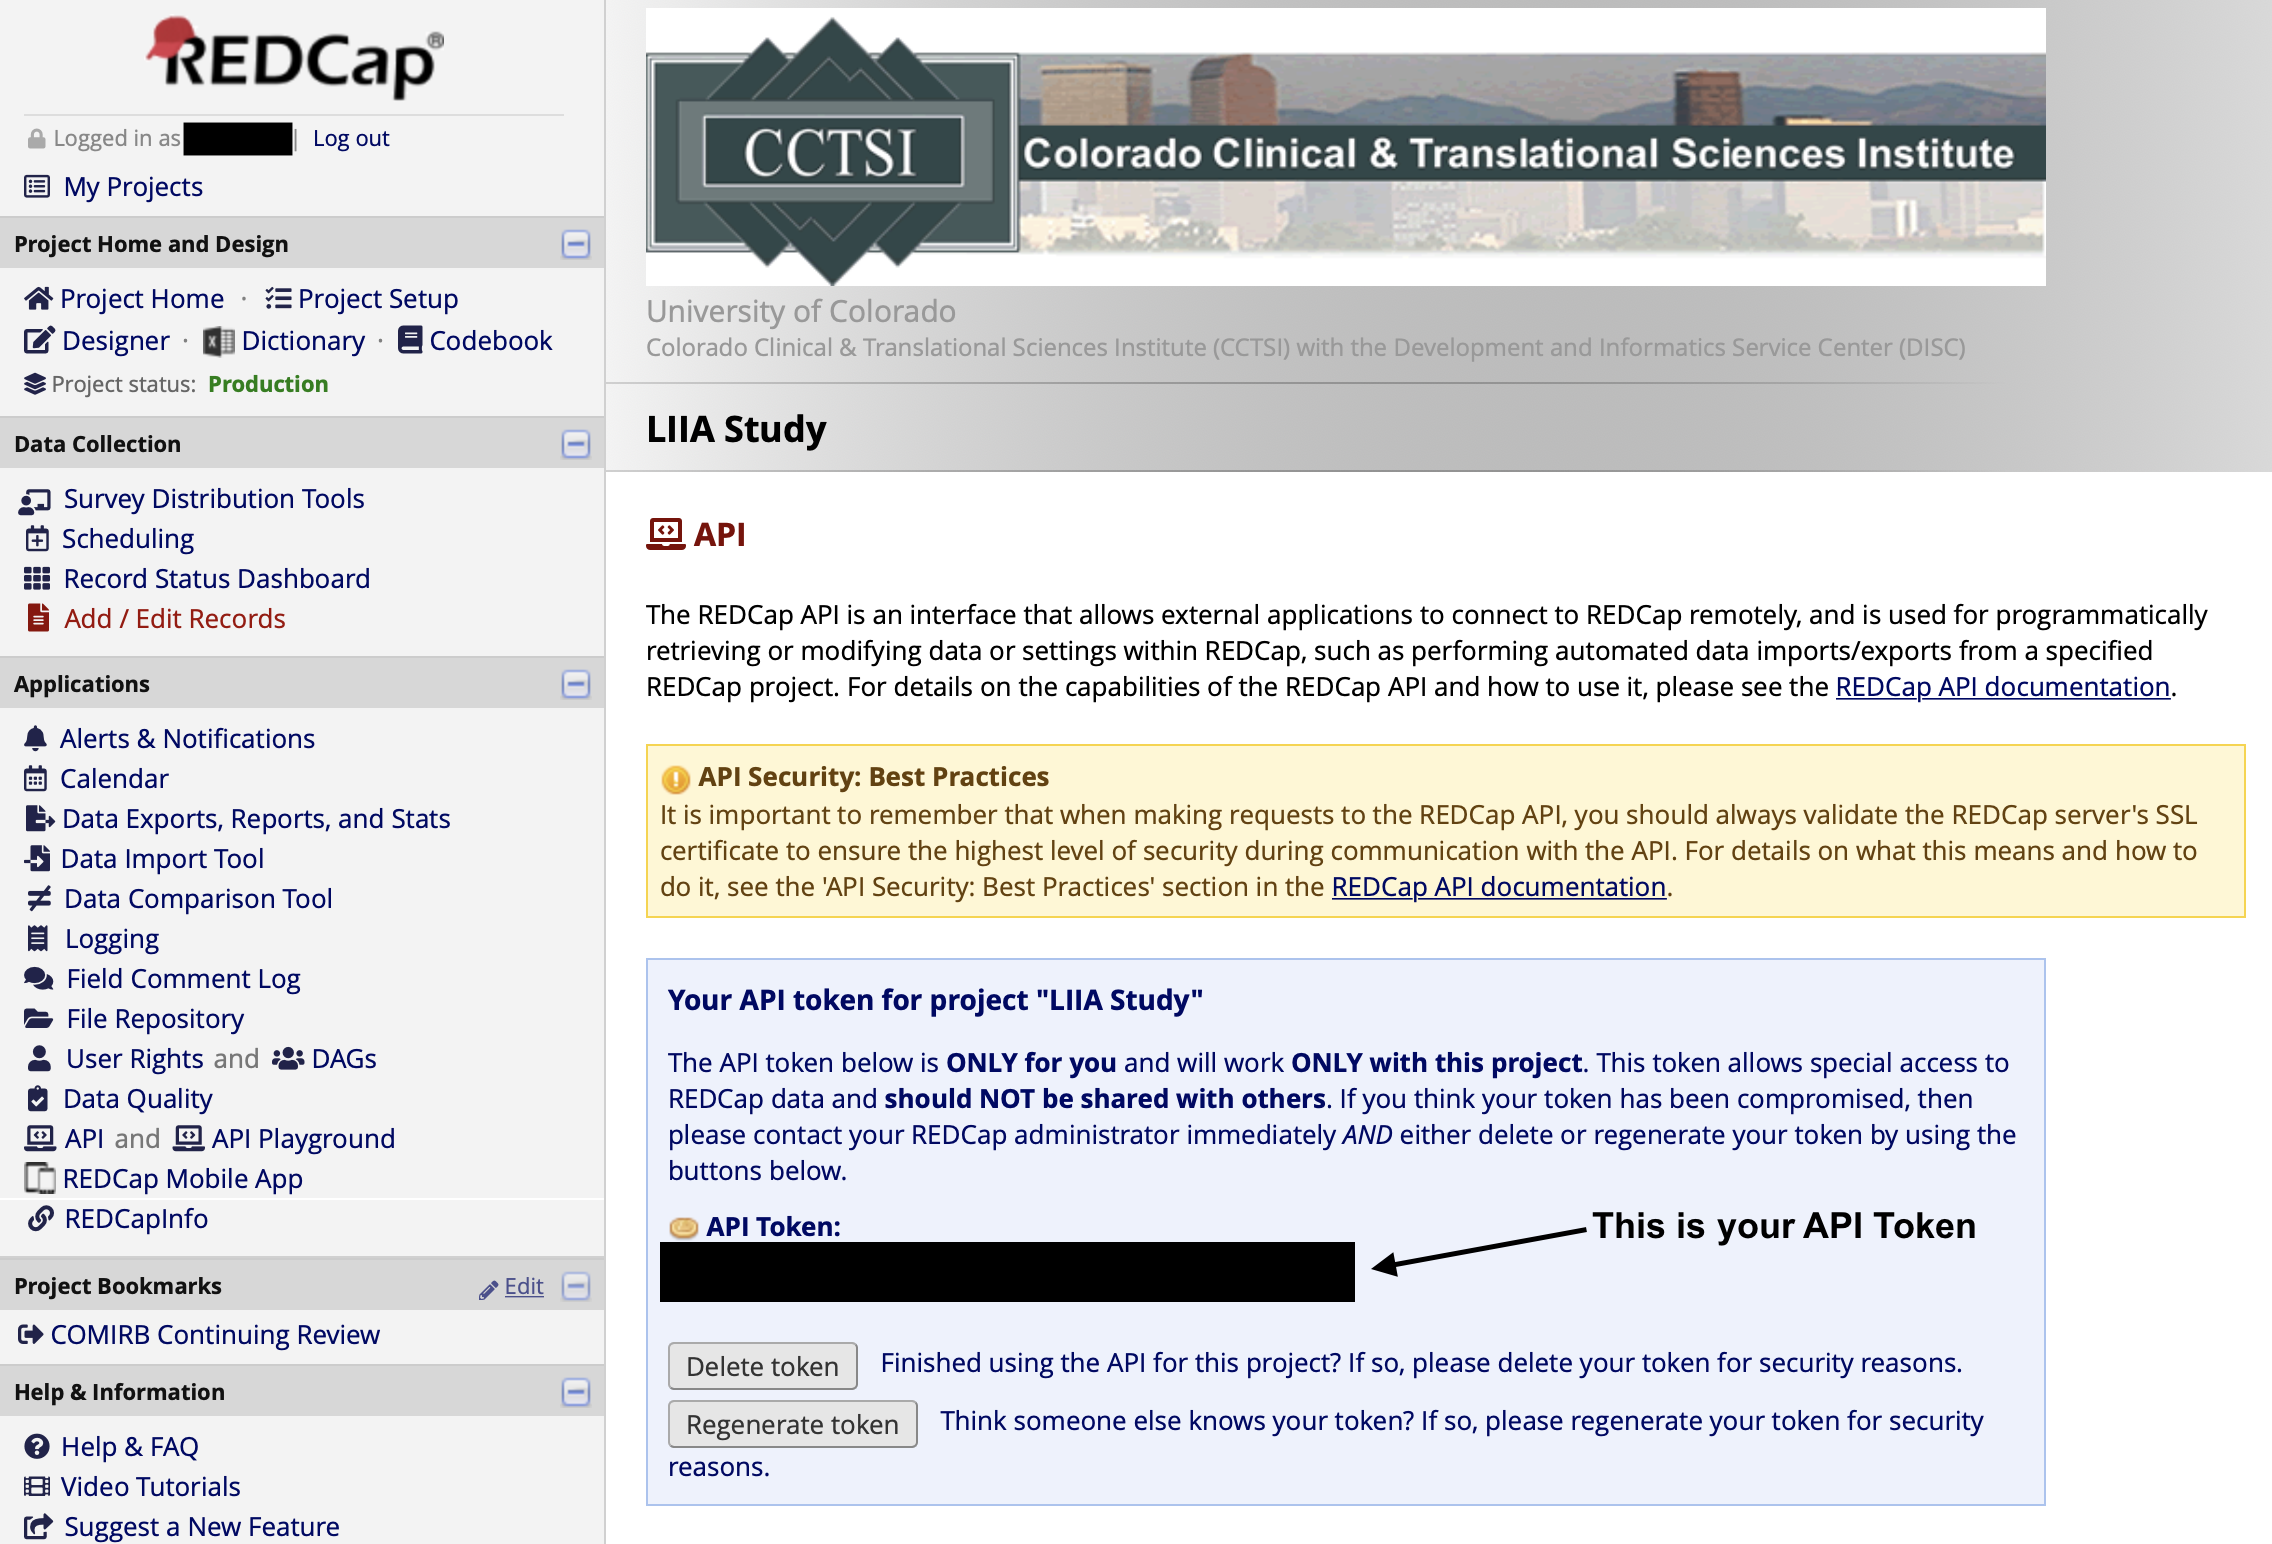 REDCap®
Logged in as | Log out
My Projects
Project Home and Design
Project Home · Project Setup
Designer · Dictionary · Codebook
Project status: Production
Data Collection
Survey Distribution Tools
Scheduling
Record Status Dashboard
Add / Edit Records
Applications
Alerts & Notifications
Calendar
Data Exports, Reports, and Stats
Data Import Tool
Data Comparison Tool
Logging
Field Comment Log
File Repository
User Rights and DAGs
Data Quality
API and API Playground
REDCap Mobile App
REDCapInfo
Project Bookmarks Edit
COMIRB Continuing Review
Help & Information
Help & FAQ
Video Tutorials
Suggest a New Feature
CCTSI Colorado Clinical & Translational Sciences Institute
University of Colorado
Colorado Clinical & Translational Sciences Institute (CCTSI) with the Development and Informatics Service Center (DISC)
LIIA Study
API
The REDCap API is an interface that allows external applications to connect to REDCap remotely, and is used for programmatically
retrieving or modifying data or settings within REDCap, such as performing automated data imports/exports from a specified
REDCap project. For details on the capabilities of the REDCap API and how to use it, please see the REDCap API documentation.
API Security: Best Practices
It is important to remember that when making requests to the REDCap API, you should always validate the REDCap server's SSL
certificate to ensure the highest level of security during communication with the API. For details on what this means and how to
do it, see the 'API Security: Best Practices' section in the REDCap API documentation.
Your API token for project "LIIA Study"
The API token below is ONLY for you and will work ONLY with this project. This token allows special access to
REDCap data and should NOT be shared with others. If you think your token has been compromised, then
please contact your REDCap administrator immediately AND either delete or regenerate your token by using the
buttons below.
API Token:
This is your API Token
Delete token Finished using the API for this project? If so, please delete your token for security reasons.
Regenerate token Think someone else knows your token? If so, please regenerate your token for security
reasons.